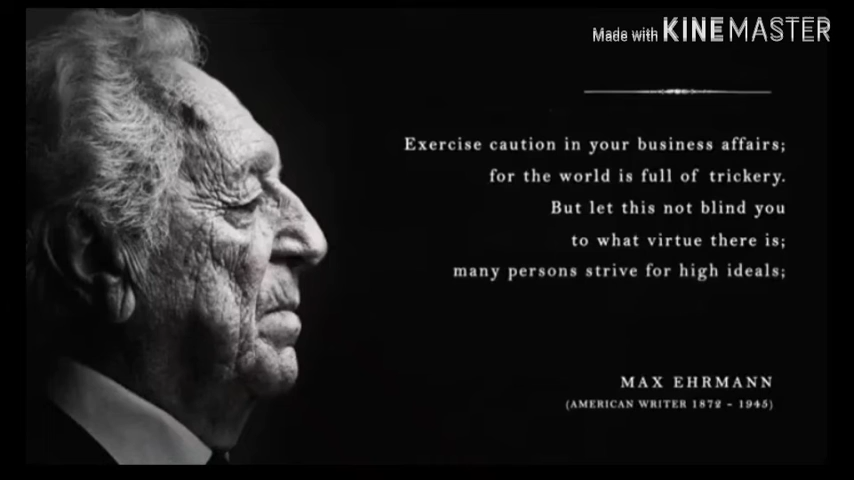 Made with KINEMASTER
Exercise caution in your business affairs;
for the world is full of trickery.
But let this not blind you
to what virtue there is;
many persons strive for high ideals;
MAX EHRMANN
(AMERICAN WRITER 1872 – 1945)